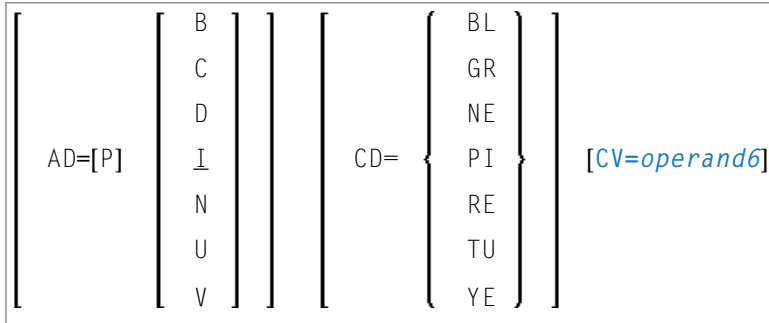 B BL
C GR
D NE
AD=[P] I CD= PI [CV=operand6]
N RE
U TU
V YE